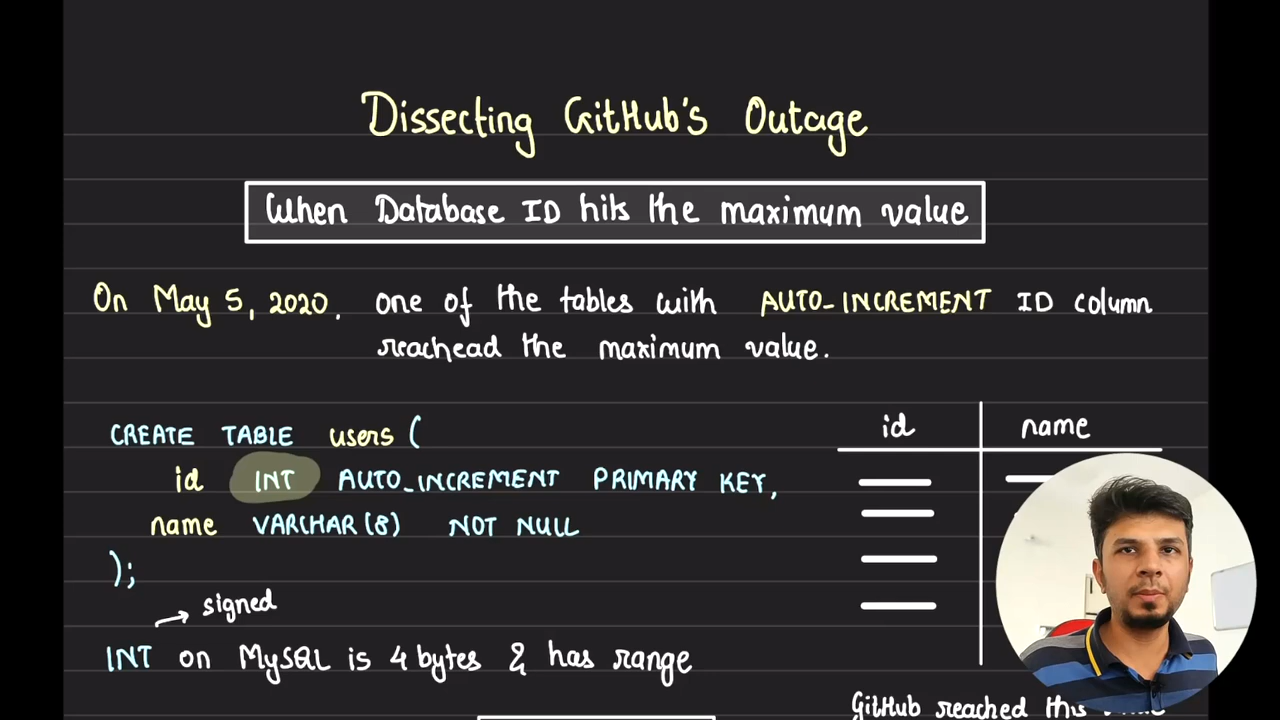 Dissecting GitHub's Outage
When Database ID hits the maximum value
On May 5, 2020, one of the tables with AUTO_INCREMENT ID column
reachead the maximum value.
CREATE TABLE users (
id INT AUTO_INCREMENT PRIMARY KEY,
name VARCHAR (8) NOT NULL
);
id name
signed
INT on MySQL is 4 bytes & has range
GitHub reached this